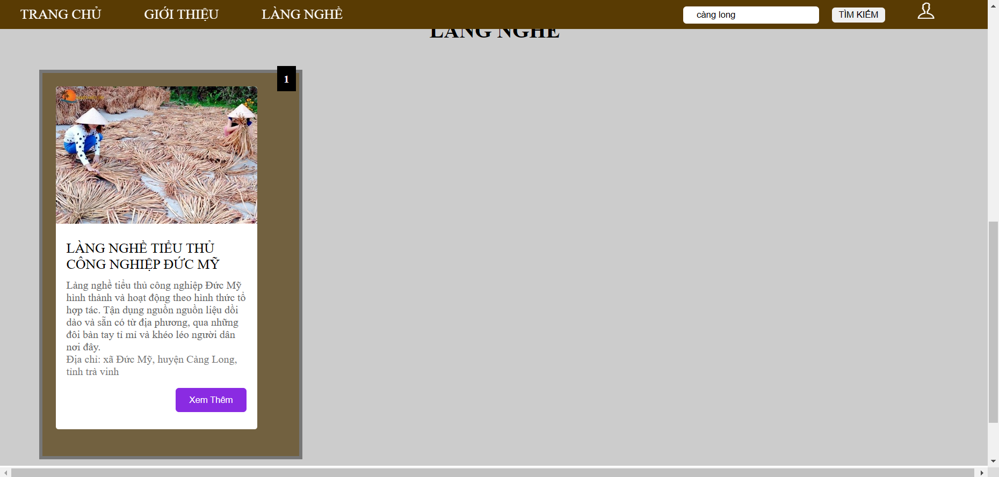 TRANG CHỦ GIỚI THIỆU LÀNG NGHỀ càng long TÌM KIẾM
LÀNG NGHỀ
1
LÀNG NGHỀ TIỂU THỦ
CÔNG NGHIỆP ĐỨC MỸ
Làng nghề tiểu thủ công nghiệp Đức Mỹ
hình thành và hoạt động theo hình thức tổ
hợp tác. Tận dụng nguồn nguồn liệu dồi
dào và sẵn có từ địa phương, qua những
đôi bàn tay tỉ mỉ và khéo léo người dân
nơi đây.
Địa chỉ: xã Đức Mỹ, huyện Càng Long,
tỉnh trà vinh
Xem Thêm